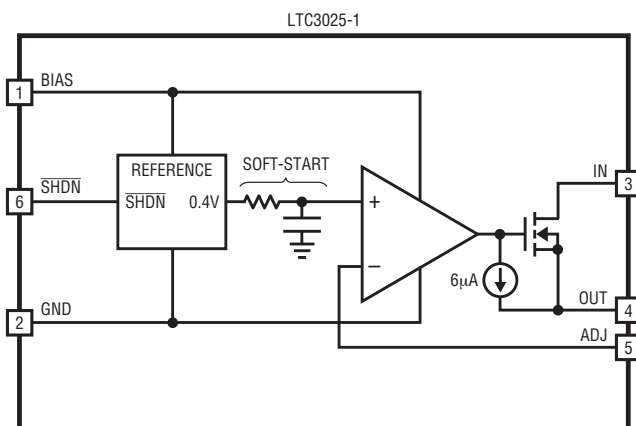 LTC3025-1
1 BIAS
REFERENCE
SOFT-START
IN 3
6 SHDN
SHDN 0.4V
+
–
6µA
2 GND
OUT 4
ADJ 5